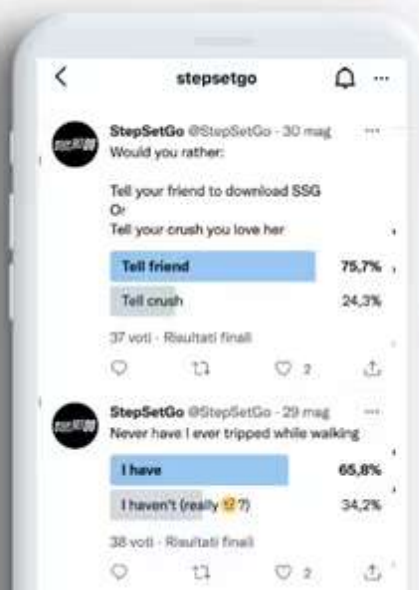 stepsetgo
StepSetGo @StepSetGo · 30 mag
Would you rather:
Tell your friend to download SSG
Or
Tell your crush you love her
Tell friend 75,7%
Tell crush 24,3%
37 voti · Risultati finali
2
StepSetGo @StepSetGo · 29 mag
Never have I ever tripped while walking
I have 65,8%
I haven't (really 🤨?) 34,2%
38 voti · Risultati finali
2